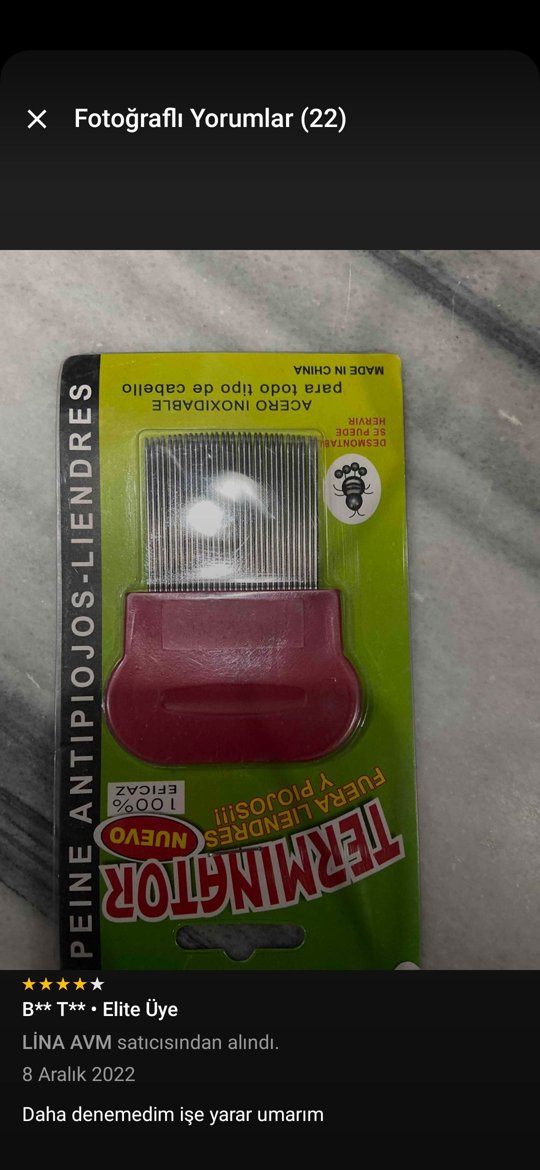 Fotoğraflı Yorumlar (22)
PEINE ANTIPIOJOS-LIENDRES
TERMINATOR
NUEVO
FUERA LIENDRES
Y PIOJOS!!!
100%
EFICAZ
DESMONTABLE
SE PUEDE
HERVIR
ACERO INOXIDABLE
para todo tipo de cabello
MADE IN CHINA
B** T** • Elite Üye
LİNA AVM satıcısından alındı.
8 Aralık 2022
Daha denemedim işe yarar umarım